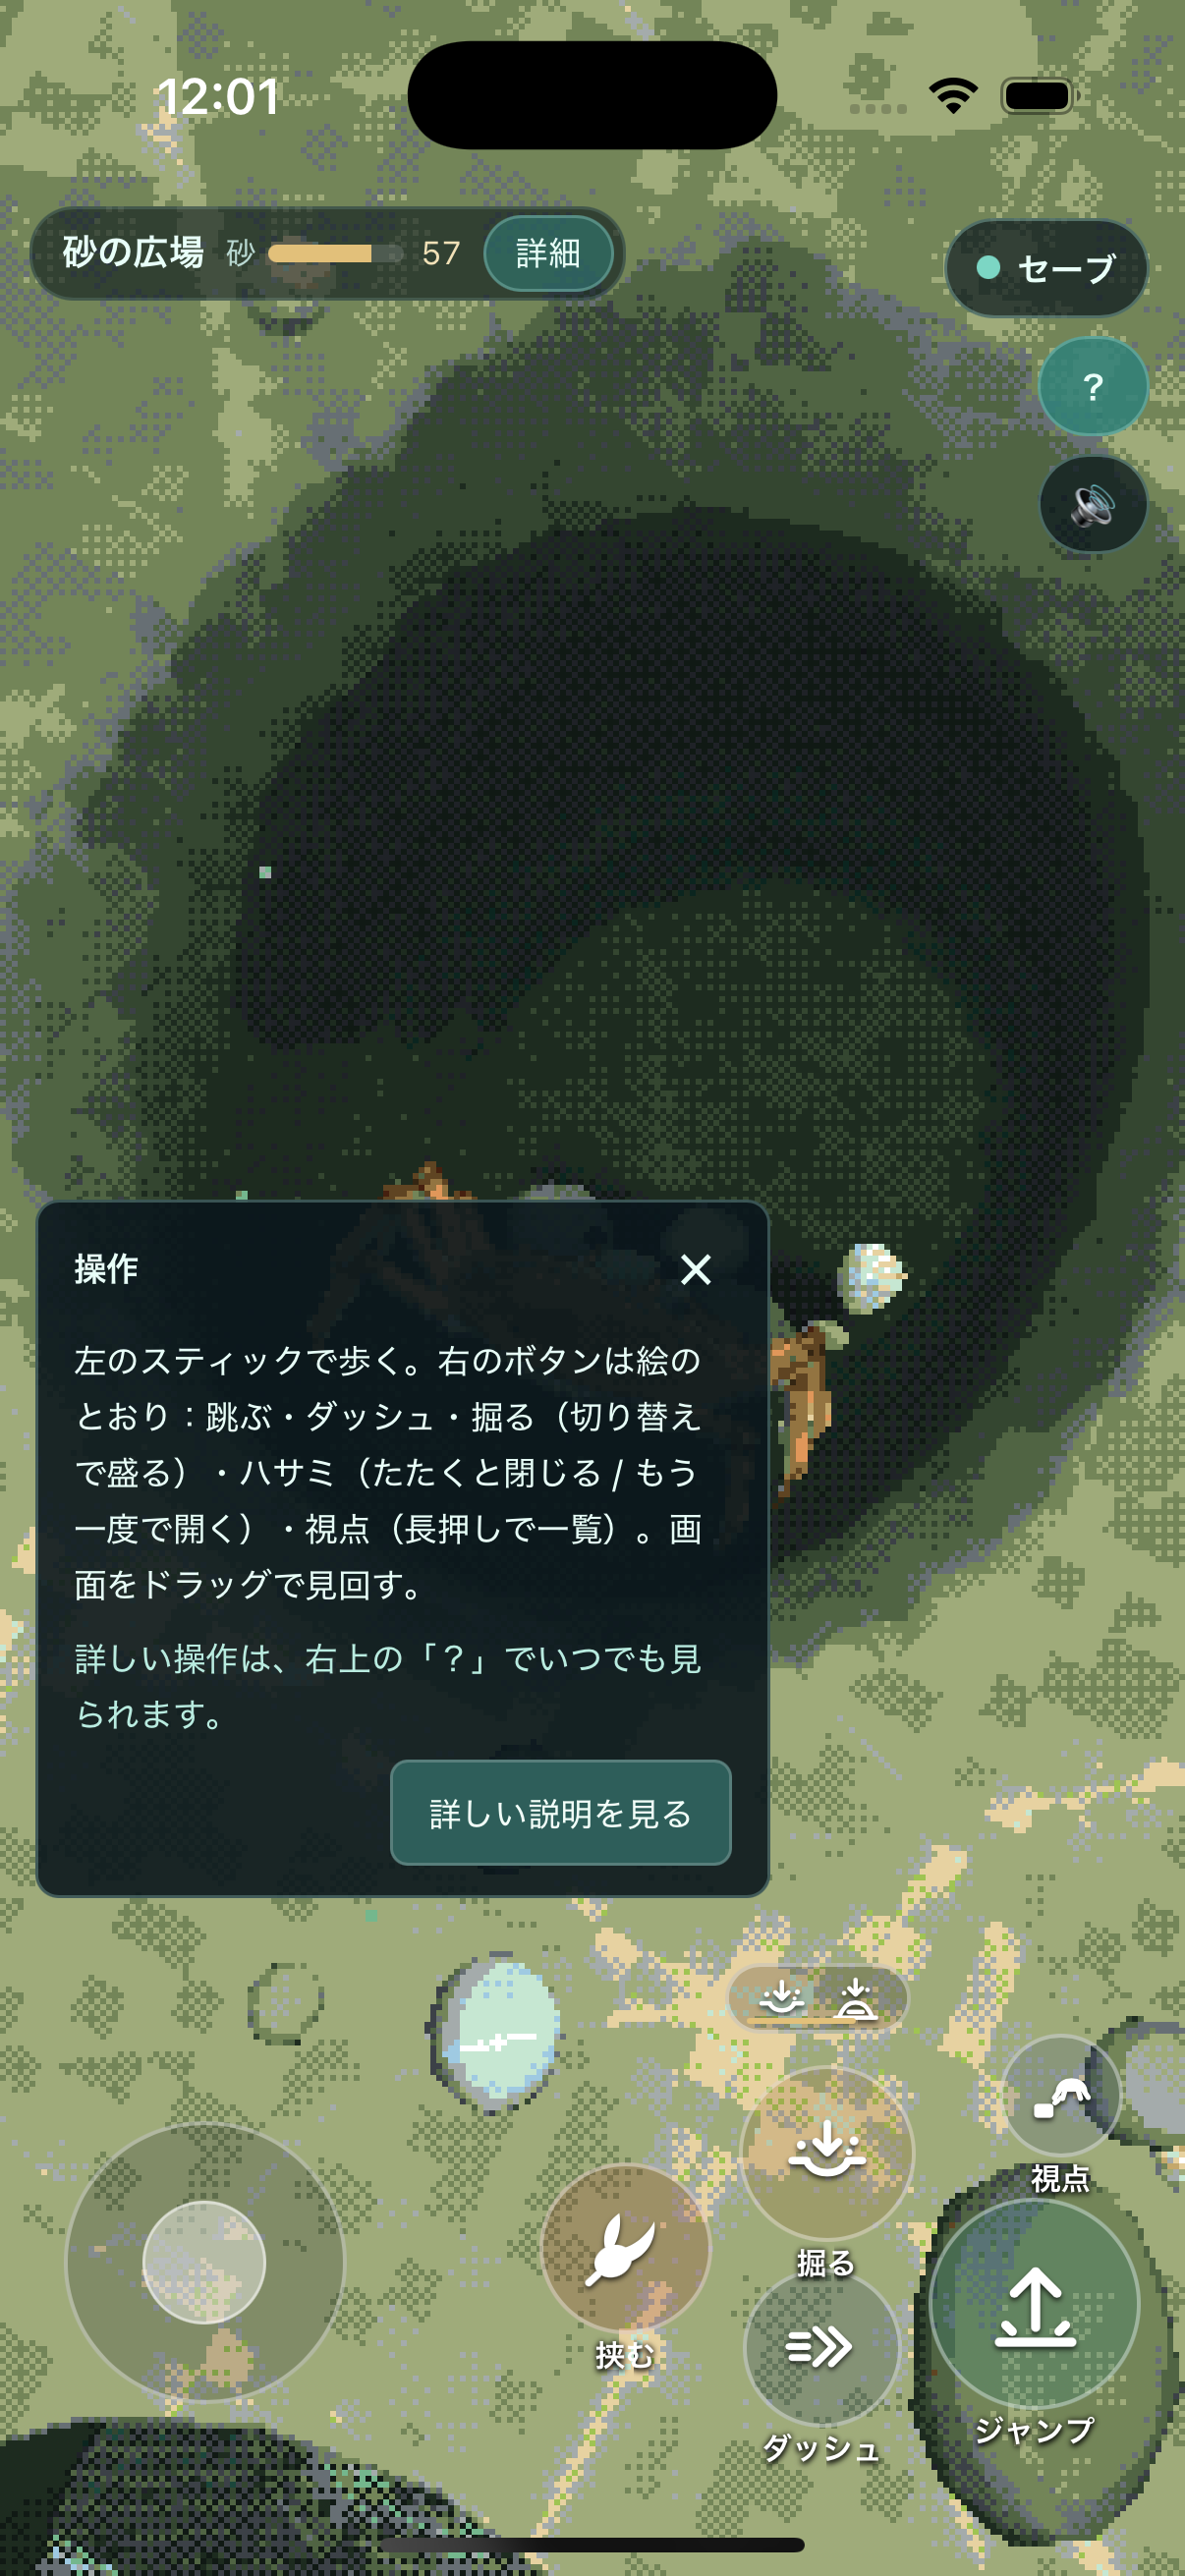 12:01
砂の広場 砂 57 詳細
セーブ
?
操作
左のスティックで歩く。右のボタンは絵の
とおり：跳ぶ・ダッシュ・掘る（切り替え
で盛る）・ハサミ（たたくと閉じる / もう
一度で開く）・視点（長押しで一覧）。画
面をドラッグで見回す。
詳しい操作は、右上の「？」でいつでも見
られます。
詳しい説明を見る
視点
掘る
挟む
ジャンプ
ダッシュ